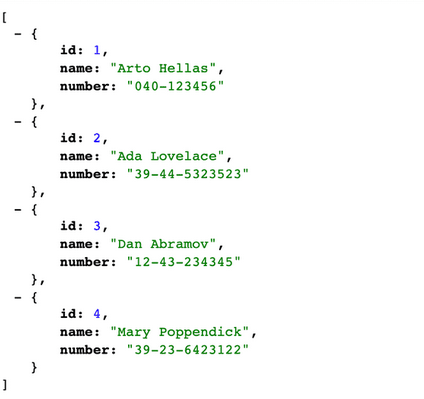 [
- {
id: 1,
name: "Arto Hellas",
number: "040-123456"
},
- {
id: 2,
name: "Ada Lovelace",
number: "39-44-5323523"
},
- {
id: 3,
name: "Dan Abramov",
number: "12-43-234345"
},
- {
id: 4,
name: "Mary Poppendick",
number: "39-23-6423122"
}
]